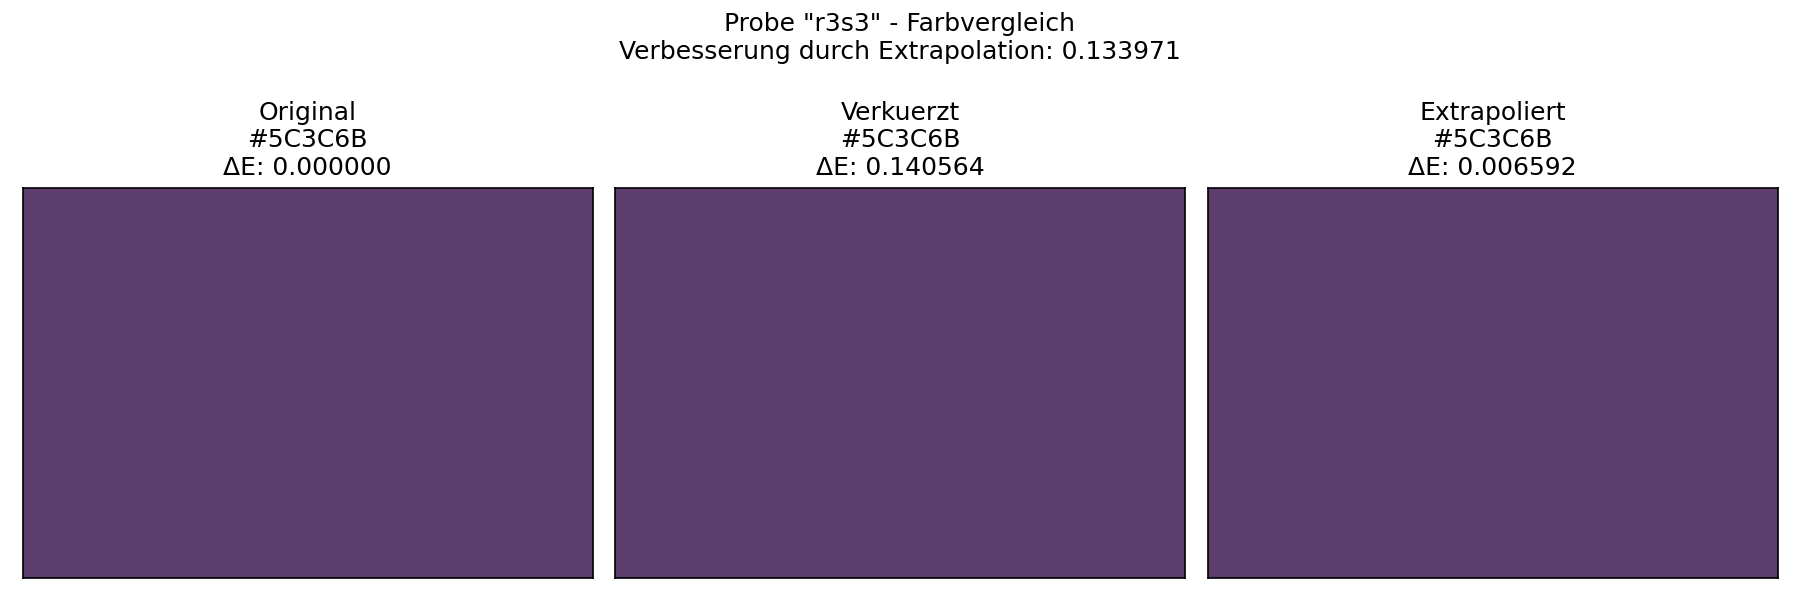 Probe "r3s3" - Farbvergleich
Verbesserung durch Extrapolation: 0.133971
Original
#5C3C6B
ΔE: 0.000000
Verkuerzt
#5C3C6B
ΔE: 0.140564
Extrapoliert
#5C3C6B
ΔE: 0.006592